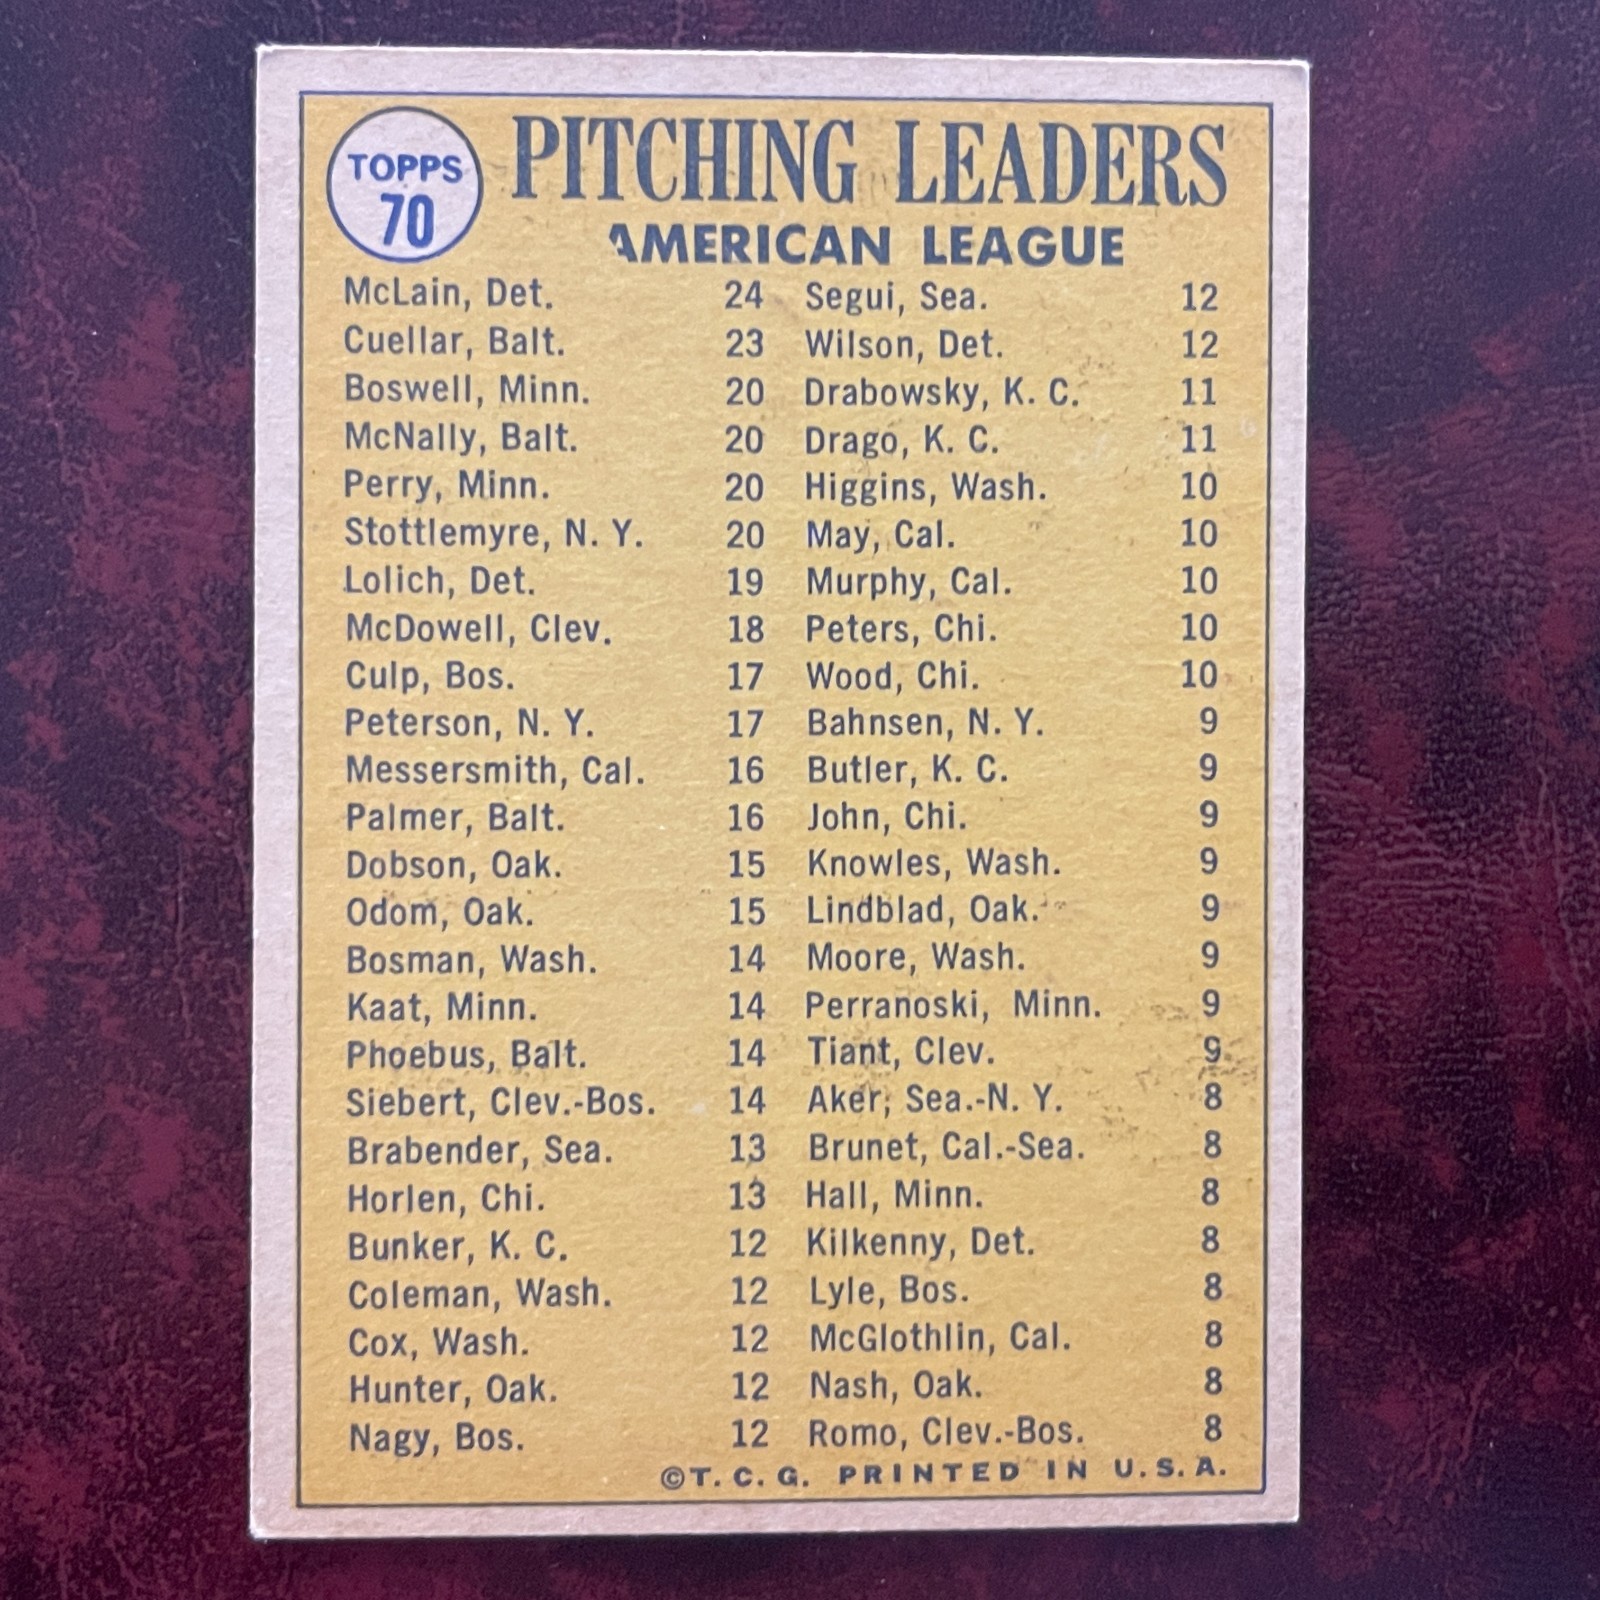 TOPPS
70
PITCHING LEADERS
AMERICAN LEAGUE
McLain, Det. 24
Cuellar, Balt. 23
Boswell, Minn. 20
McNally, Balt. 20
Perry, Minn. 20
Stottlemyre, N. Y. 20
Lolich, Det. 19
McDowell, Clev. 18
Culp, Bos. 17
Peterson, N. Y. 17
Messersmith, Cal. 16
Palmer, Balt. 16
Dobson, Oak. 15
Odom, Oak. 15
Bosman, Wash. 14
Kaat, Minn. 14
Phoebus, Balt. 14
Siebert, Clev.-Bos. 14
Brabender, Sea. 13
Horlen, Chi. 13
Bunker, K. C. 12
Coleman, Wash. 12
Cox, Wash. 12
Hunter, Oak. 12
Nagy, Bos. 12
Segui, Sea. 12
Wilson, Det. 12
Drabowsky, K. C. 11
Drago, K. C. 11
Higgins, Wash. 10
May, Cal. 10
Murphy, Cal. 10
Peters, Chi. 10
Wood, Chi. 10
Bahnsen, N. Y. 9
Butler, K. C. 9
John, Chi. 9
Knowles, Wash. 9
Lindblad, Oak. 9
Moore, Wash. 9
Perranoski, Minn. 9
Tiant, Clev. 9
Aker, Sea.-N. Y. 8
Brunet, Cal.-Sea. 8
Hall, Minn. 8
Kilkenny, Det. 8
Lyle, Bos. 8
McGlothlin, Cal. 8
Nash, Oak. 8
Romo, Clev.-Bos. 8
©T. C. G. PRINTED IN U. S. A.